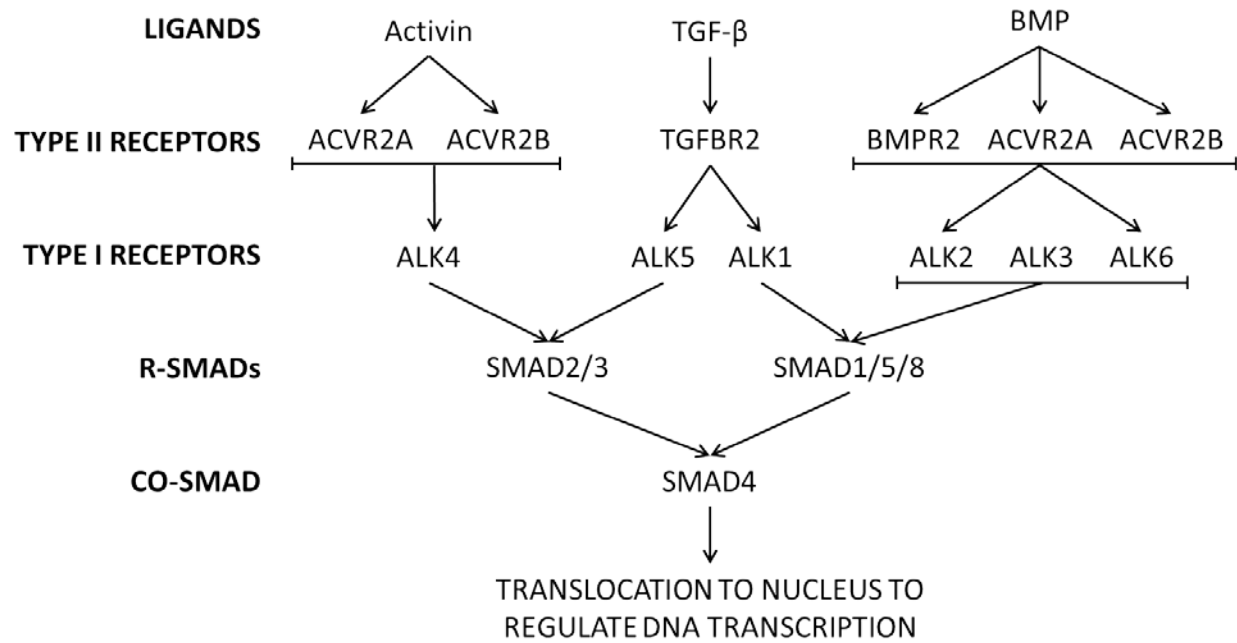 LIGANDS Activin TGF-β BMP
TYPE II RECEPTORS ACVR2A ACVR2B TGFBR2 BMPR2 ACVR2A ACVR2B
TYPE I RECEPTORS ALK4 ALK5 ALK1 ALK2 ALK3 ALK6
R-SMADs SMAD2/3 SMAD1/5/8
CO-SMAD SMAD4
TRANSLOCATION TO NUCLEUS TO
REGULATE DNA TRANSCRIPTION